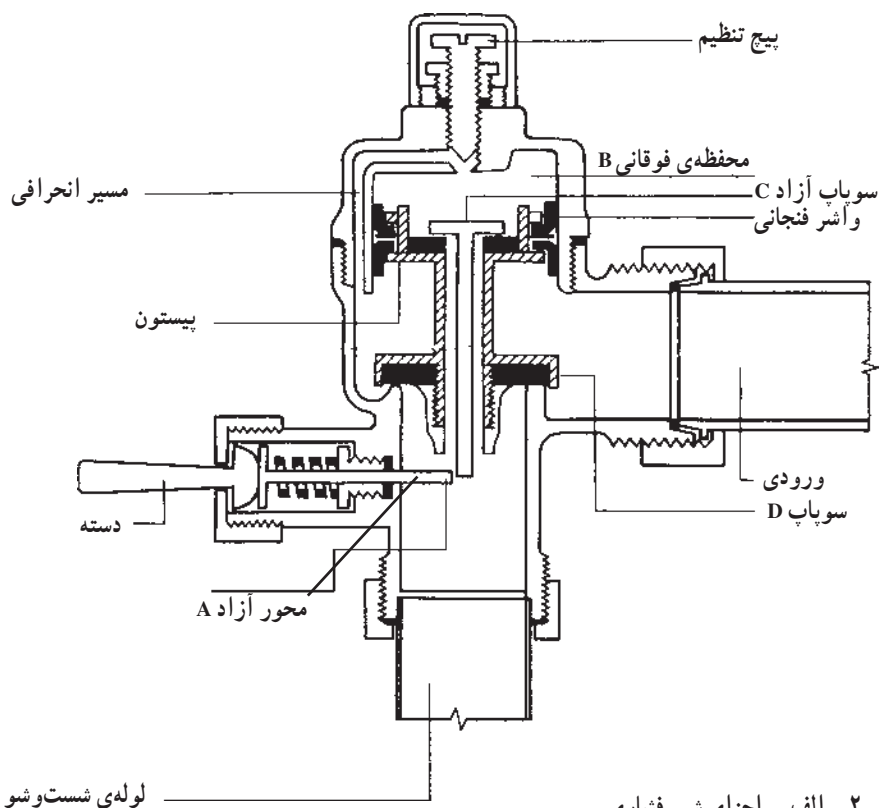 پیچ تنظیم
محفظه‌ی فوقانی B
سوپاپ آزاد C
واشر فنجانی
مسیر انحرافی
پیستون
ورودی
سوپاپ D
دسته
محور آزاد A
لوله‌ی شست‌وشو